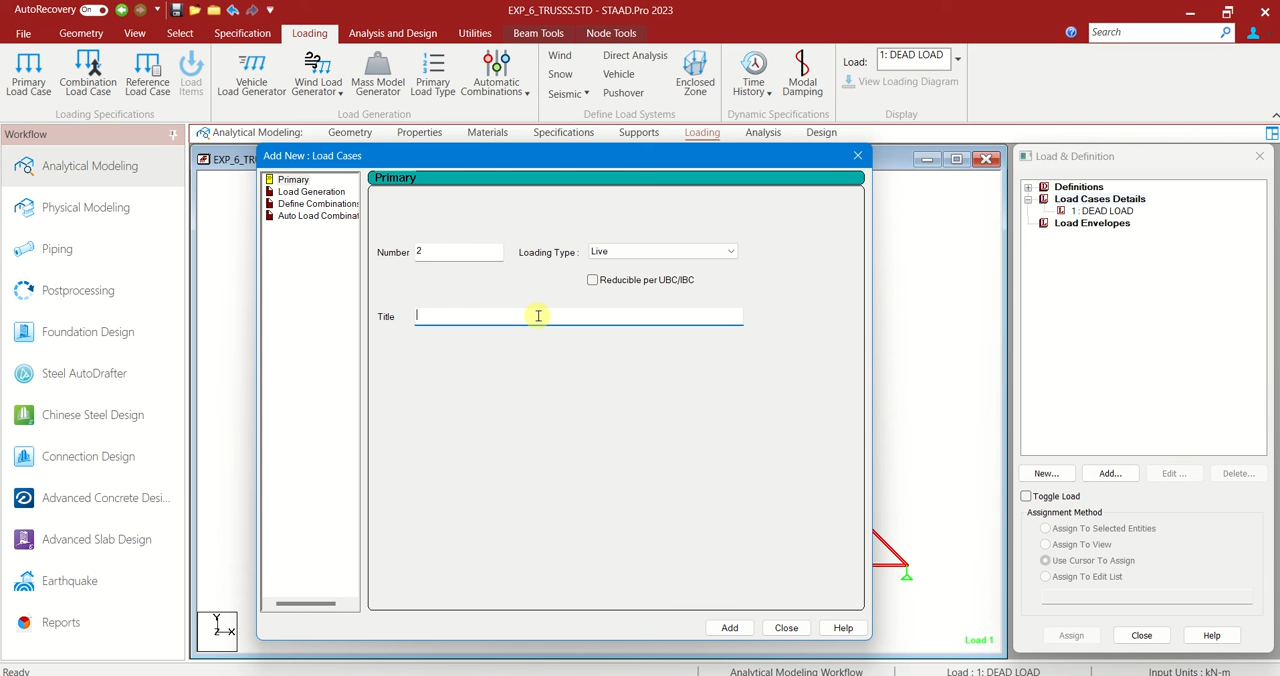 AutoRecovery On
EXP_6_TRUSSS.STD - STAAD.Pro 2023
File Geometry View Select Specification Loading Analysis and Design Utilities Beam Tools Node Tools
Search
Primary Load Case
Combination Load Case
Reference Load Case
Load Items
Loading Specifications
Vehicle Load Generator
Wind Load Generator
Mass Model Generator
Primary Load Type
Automatic Combinations
Load Generation
Wind
Snow
Seismic
Direct Analysis
Vehicle
Pushover
Enclosed Zone
Define Load Systems
Time History
Modal Damping
Dynamic Specifications
Load: 1: DEAD LOAD
View Loading Diagram
Display
Workflow
Analytical Modeling: Geometry Properties Materials Specifications Supports Loading Analysis Design
Analytical Modeling
Physical Modeling
Piping
Postprocessing
Foundation Design
Steel AutoDrafter
Chinese Steel Design
Connection Design
Advanced Concrete Desi...
Advanced Slab Design
Earthquake
Reports
EXP_6_TRU
Add New : Load Cases
Primary
Load Generation
Define Combinations
Auto Load Combinat
Primary
Number 2 Loading Type : Live
Reducible per UBC/IBC
Title
Add Close Help
Y
Z X
Load 1
Load & Definition
Definitions
Load Cases Details
1 : DEAD LOAD
Load Envelopes
New... Add... Edit ... Delete...
Toggle Load
Assignment Method
Assign To Selected Entities
Assign To View
Use Cursor To Assign
Assign To Edit List
Assign Close Help
Ready
Analytical Modeling Workflow
Load : 1: DEAD LOAD
Input Units : kN-m